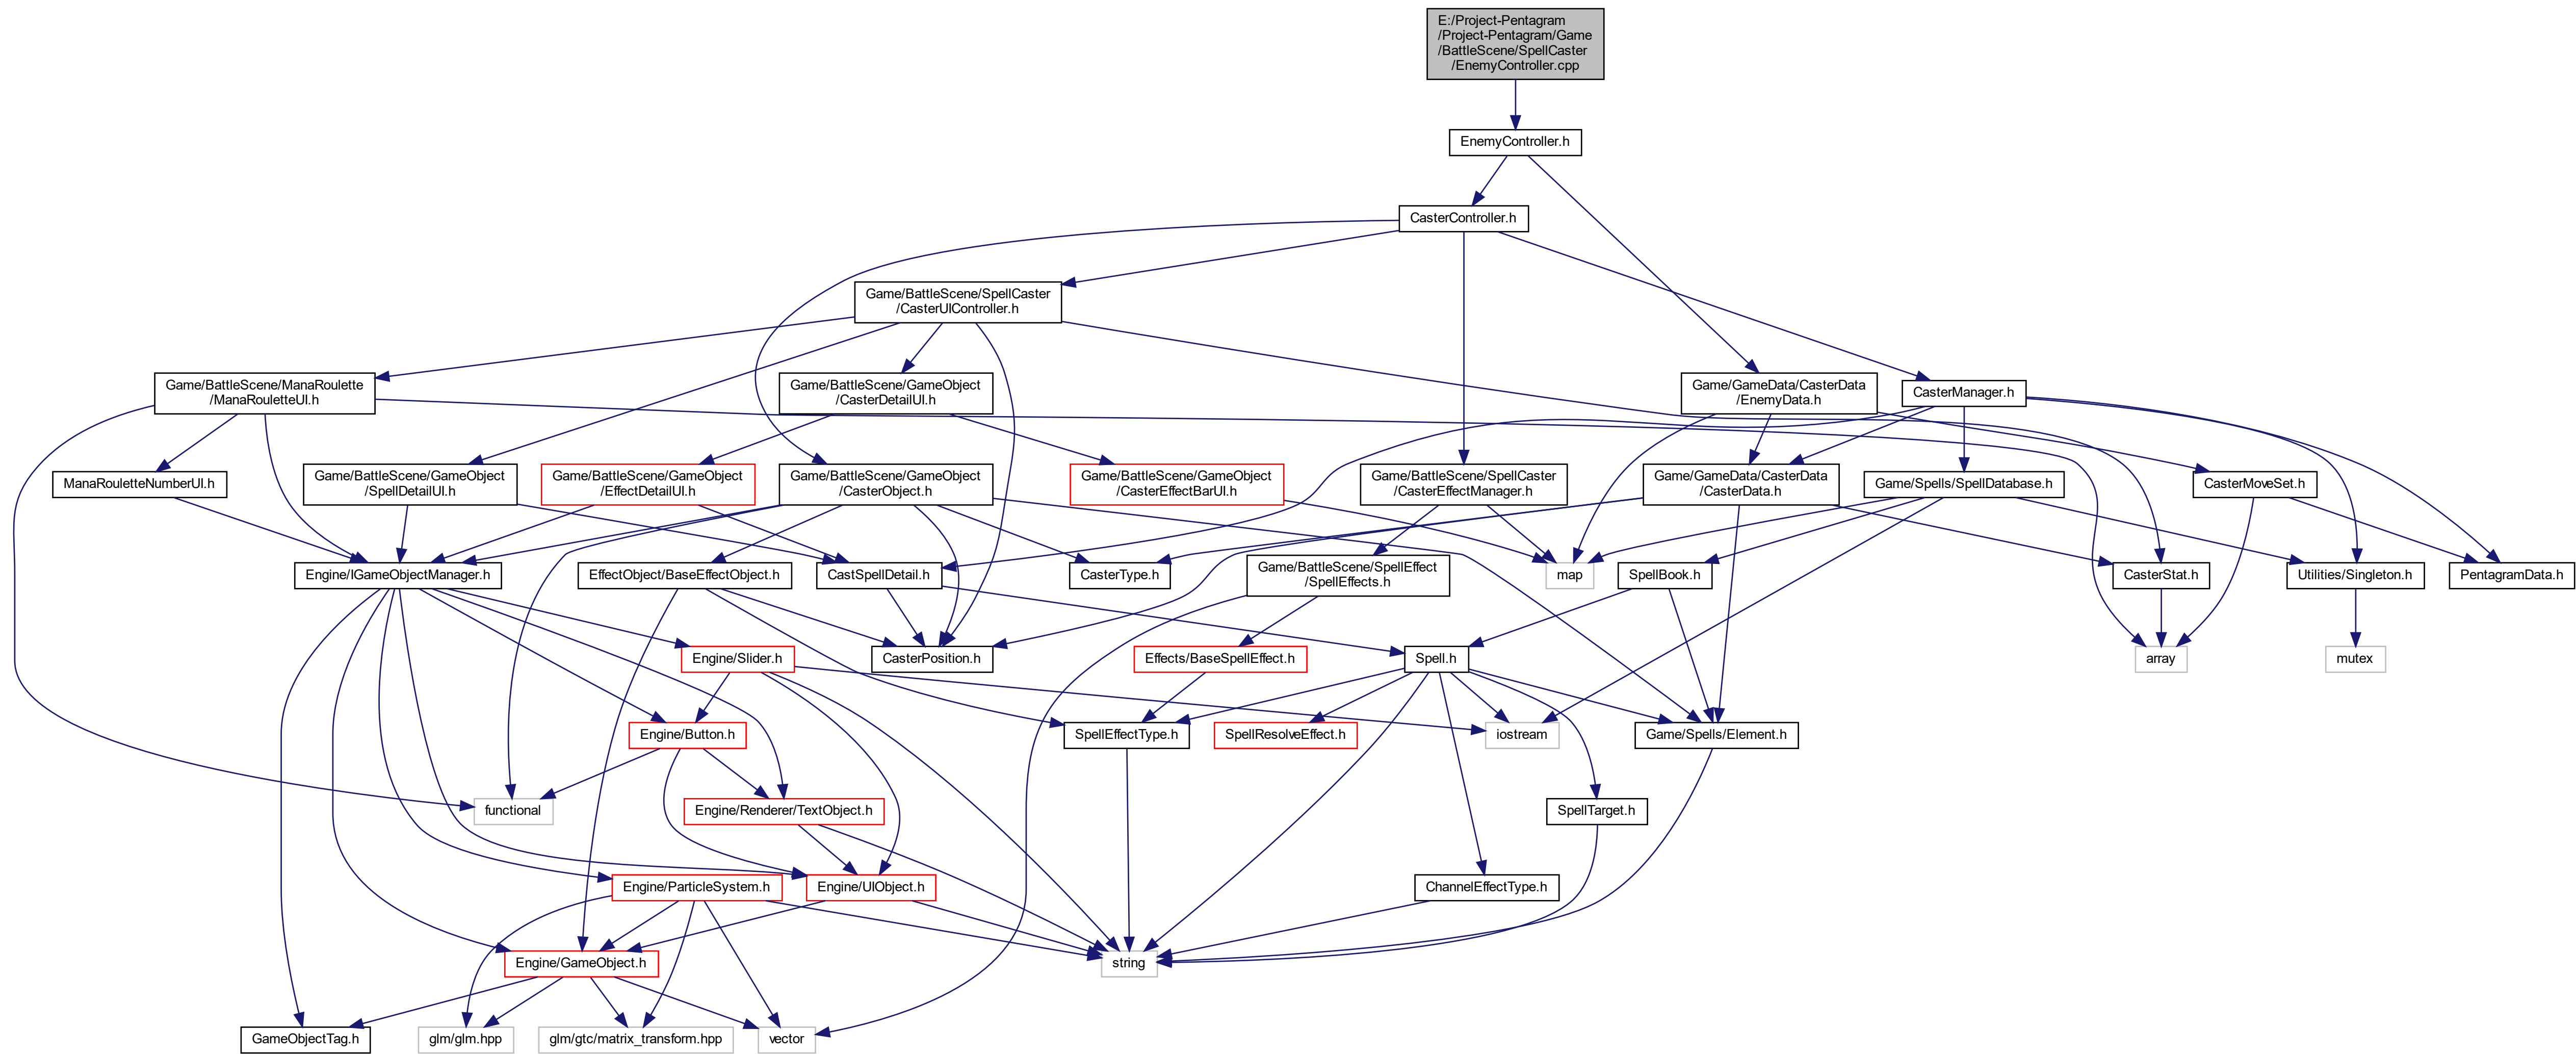 E:/Project-Pentagram
/Project-Pentagram/Game
/BattleScene/SpellCaster
/EnemyController.cpp
EnemyController.h
CasterController.h
Game/BattleScene/SpellCaster
/CasterUIController.h
Game/BattleScene/ManaRoulette
/ManaRouletteUI.h
Game/BattleScene/GameObject
/CasterDetailUI.h
Game/GameData/CasterData
/EnemyData.h
CasterManager.h
ManaRouletteNumberUI.h
Game/BattleScene/GameObject
/SpellDetailUI.h
Game/BattleScene/GameObject
/EffectDetailUI.h
Game/BattleScene/GameObject
/CasterObject.h
Game/BattleScene/GameObject
/CasterEffectBarUI.h
Game/BattleScene/SpellCaster
/CasterEffectManager.h
Game/GameData/CasterData
/CasterData.h
Game/Spells/SpellDatabase.h
CasterMoveSet.h
Engine/IGameObjectManager.h
EffectObject/BaseEffectObject.h
CastSpellDetail.h
CasterType.h
Game/BattleScene/SpellEffect
/SpellEffects.h
map
SpellBook.h
CasterStat.h
Utilities/Singleton.h
PentagramData.h
Engine/Slider.h
CasterPosition.h
Effects/BaseSpellEffect.h
Spell.h
array
mutex
Engine/Button.h
SpellEffectType.h
SpellResolveEffect.h
iostream
Game/Spells/Element.h
functional
Engine/Renderer/TextObject.h
SpellTarget.h
Engine/ParticleSystem.h
Engine/UIObject.h
ChannelEffectType.h
Engine/GameObject.h
string
GameObjectTag.h
glm/glm.hpp
glm/gtc/matrix_transform.hpp
vector